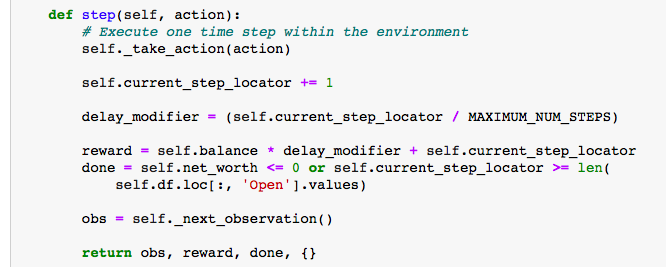 def step(self, action):
# Execute one time step within the environment
self._take_action(action)
self.current_step_locator += 1
delay_modifier = (self.current_step_locator / MAXIMUM_NUM_STEPS)
reward = self.balance * delay_modifier + self.current_step_locator
done = self.net_worth <= 0 or self.current_step_locator >= len(
self.df.loc[:, 'Open'].values)
obs = self._next_observation()
return obs, reward, done, {}